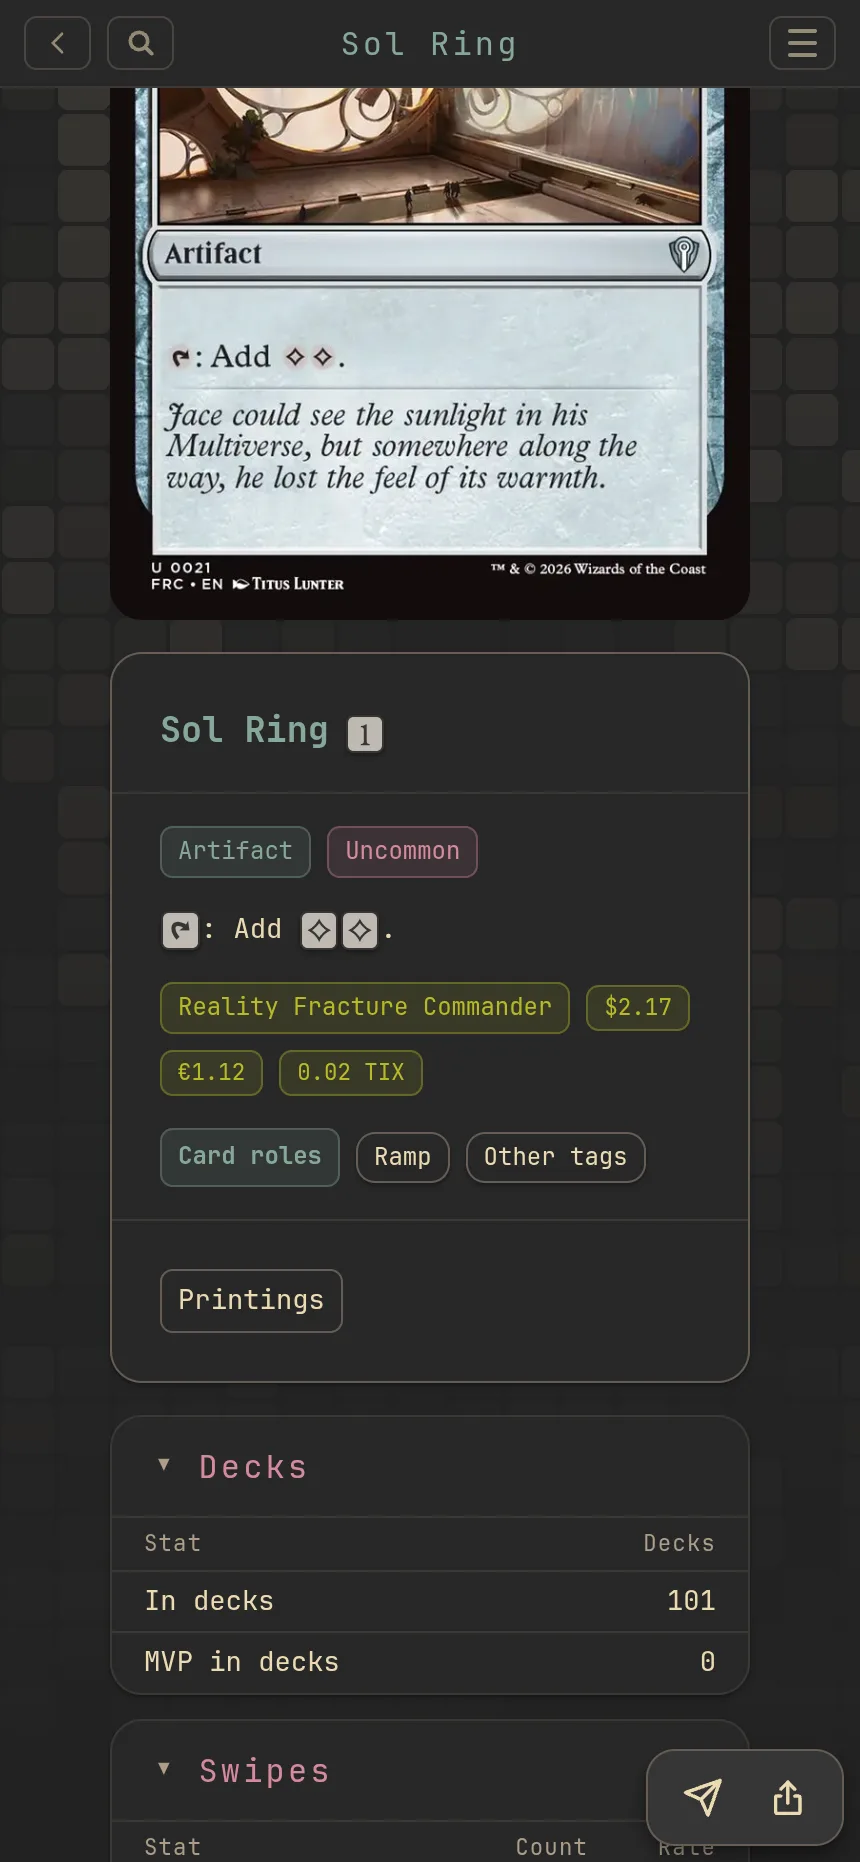 Sol Ring
Artifact
: Add .
Jace could see the sunlight in his
Multiverse, but somewhere along the
way, he lost the feel of its warmth.
U 0021
FRC • EN TITUS LUNTER
™ & © 2026 Wizards of the Coast
Sol Ring 1
Artifact Uncommon
: Add .
Reality Fracture Commander $2.17
€1.12 0.02 TIX
Card roles Ramp Other tags
Printings
▼ Decks
Stat Decks
In decks 101
MVP in decks 0
▼ Swipes
Stat Count Rate